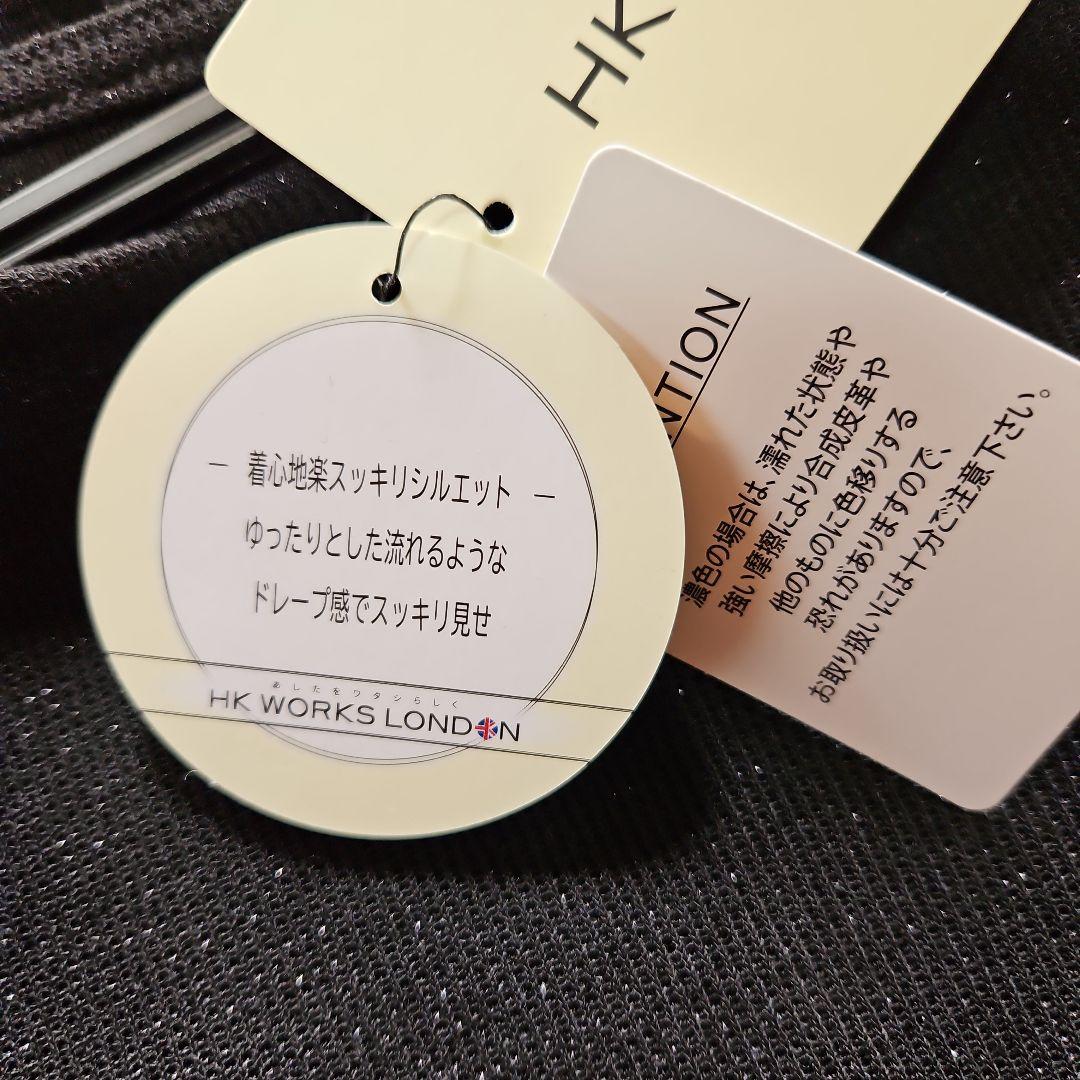 HK
— 着心地楽スッキリシルエット —
ゆったりとした流れるような
ドレープ感でスッキリ見せ
あしたをワタシらしく
HK WORKS LONDON
NTION
濃色の場合は、濡れた状態や
強い摩擦により合成皮革や
他のものに色移りする
恐れがありますので、
お取り扱いには十分ご注意下さい。